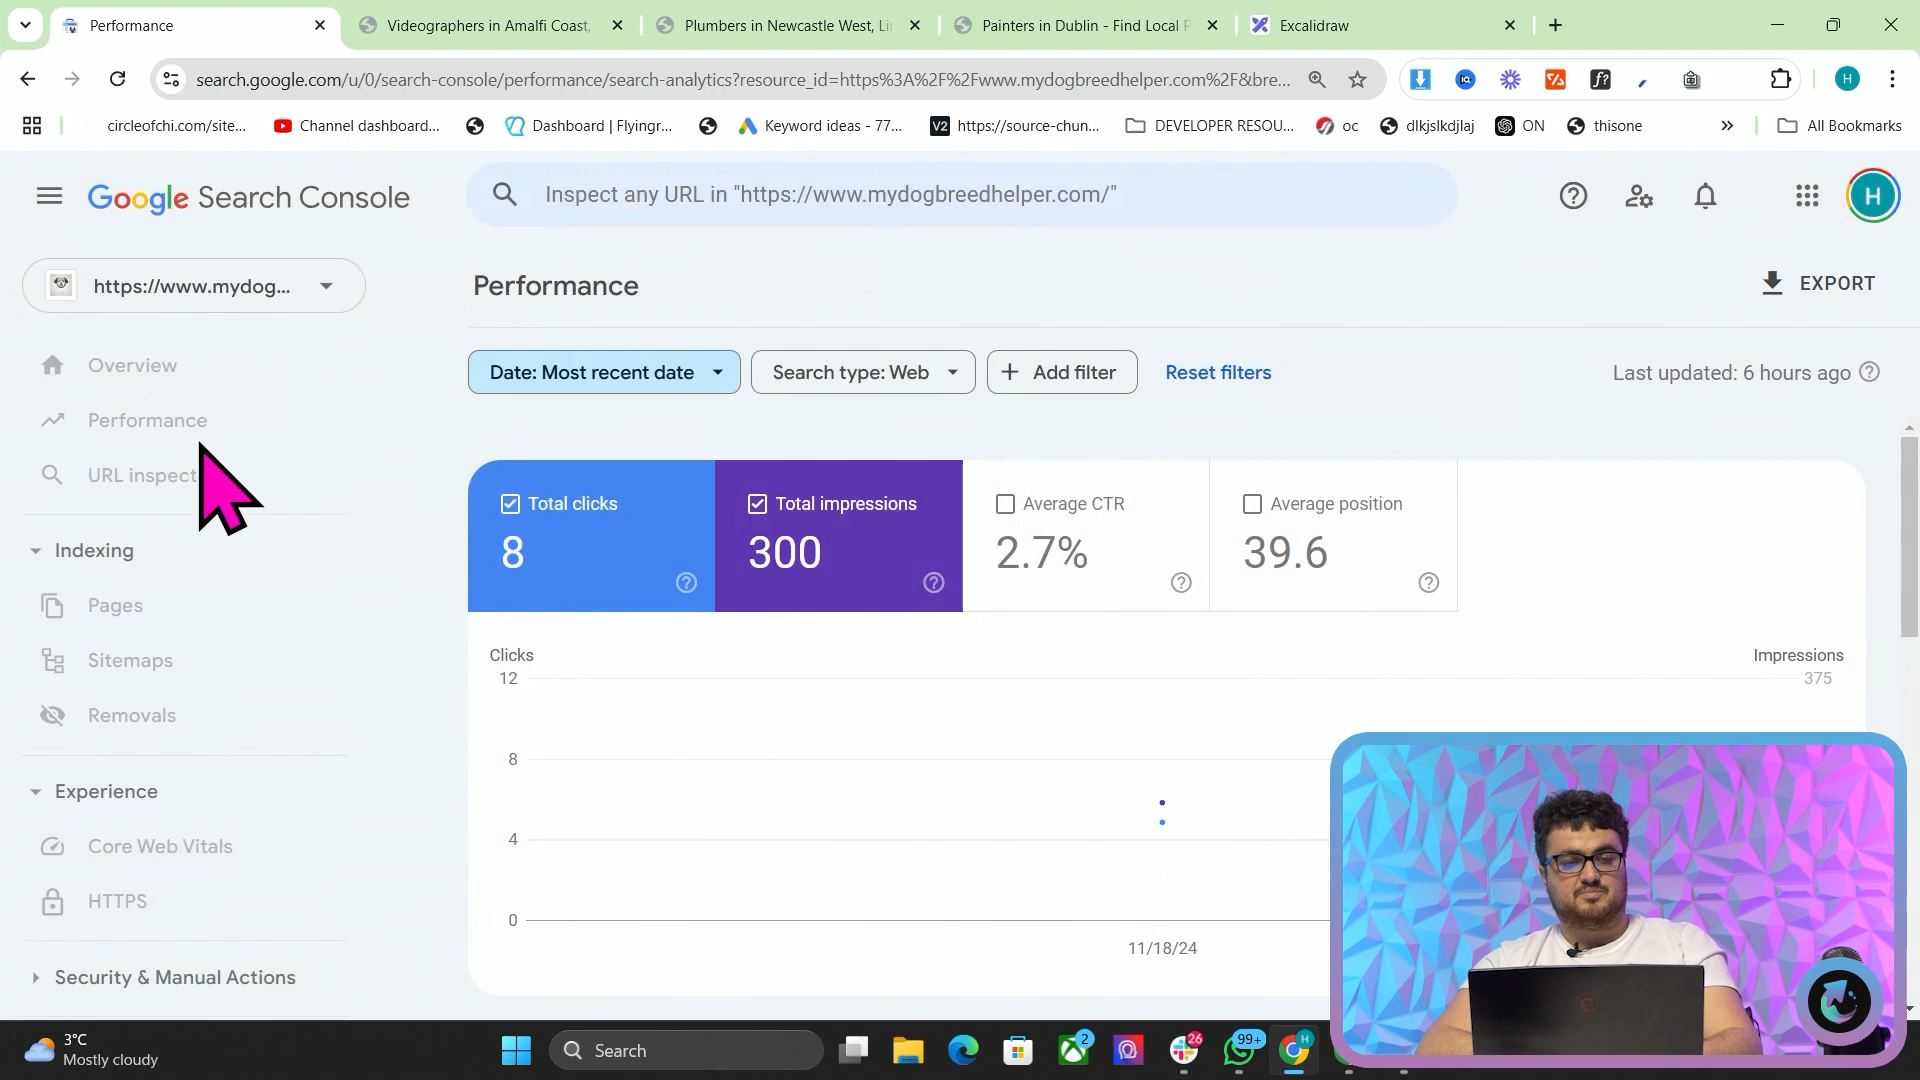 Performance
Videographers in Amalfi Coast,
Plumbers in Newcastle West, Li
Painters in Dublin - Find Local P
Excalidraw
search.google.com/u/0/search-console/performance/search-analytics?resource_id=https%3A%2F%2Fwww.mydogbreedhelper.com%2F&bre...
H
circleofchi.com/site...
Channel dashboard...
Dashboard | Flyingr...
Keyword ideas - 77...
V2
https://source-chun...
DEVELOPER RESOU...
oc
dlkjslkdjlaj
ON
thisone
All Bookmarks
Google Search Console
Inspect any URL in "https://www.mydogbreedhelper.com/"
H
https://www.mydog...
Performance
EXPORT
Overview
Performance
URL inspect
Date: Most recent date
Search type: Web
Add filter
Reset filters
Last updated: 6 hours ago
Indexing
Pages
Sitemaps
Removals
Experience
Core Web Vitals
HTTPS
Security & Manual Actions
Total clicks
8
Total impressions
300
Average CTR
2.7%
Average position
39.6
Clicks
12
8
4
0
Impressions
375
11/18/24
3°C
Mostly cloudy
Search
2
26
99+
H